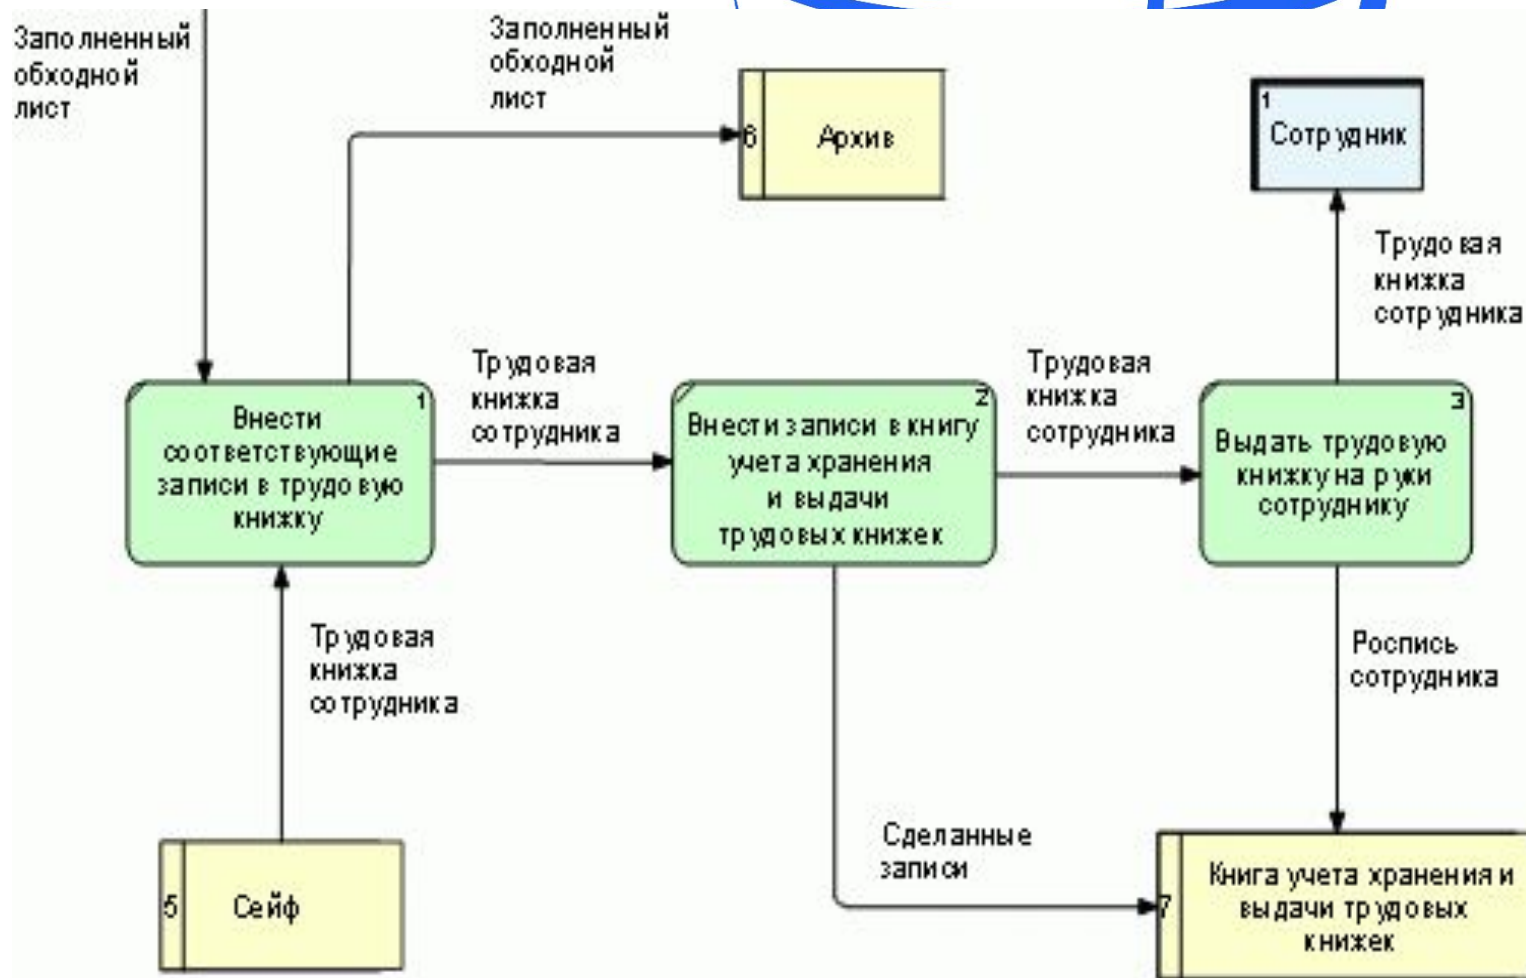 Заполненный
обходной
лист
Заполненный
обходной
лист
6
Архив
1
Сотрудник
Трудовая
книжка
сотрудника
1
Внести
соответствующие
записи в трудовую
книжку
Трудовая
книжка
сотрудника
2
Внести записи в книгу
учета хранения
и выдачи
трудовых книжек
Трудовая
книжка
сотрудника
3
Выдать трудовую
книжку на руки
сотруднику
Трудовая
книжка
сотрудника
Роспись
сотрудника
5
Сейф
Сделанные
записи
7
Книга учета хранения и
выдачи трудовых
книжек